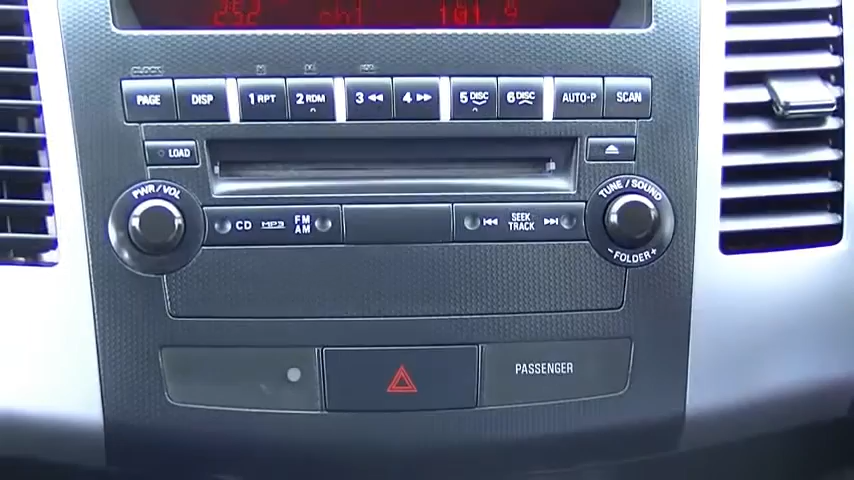 CLOCK
PAGE DISP 1 RPT 2 RDM 3 4 5 DISC 6 DISC AUTO-P SCAN
LOAD
PWR/VOL TUNE/SOUND
CD MP3 FM AM SEEK TRACK
-FOLDER+
PASSENGER